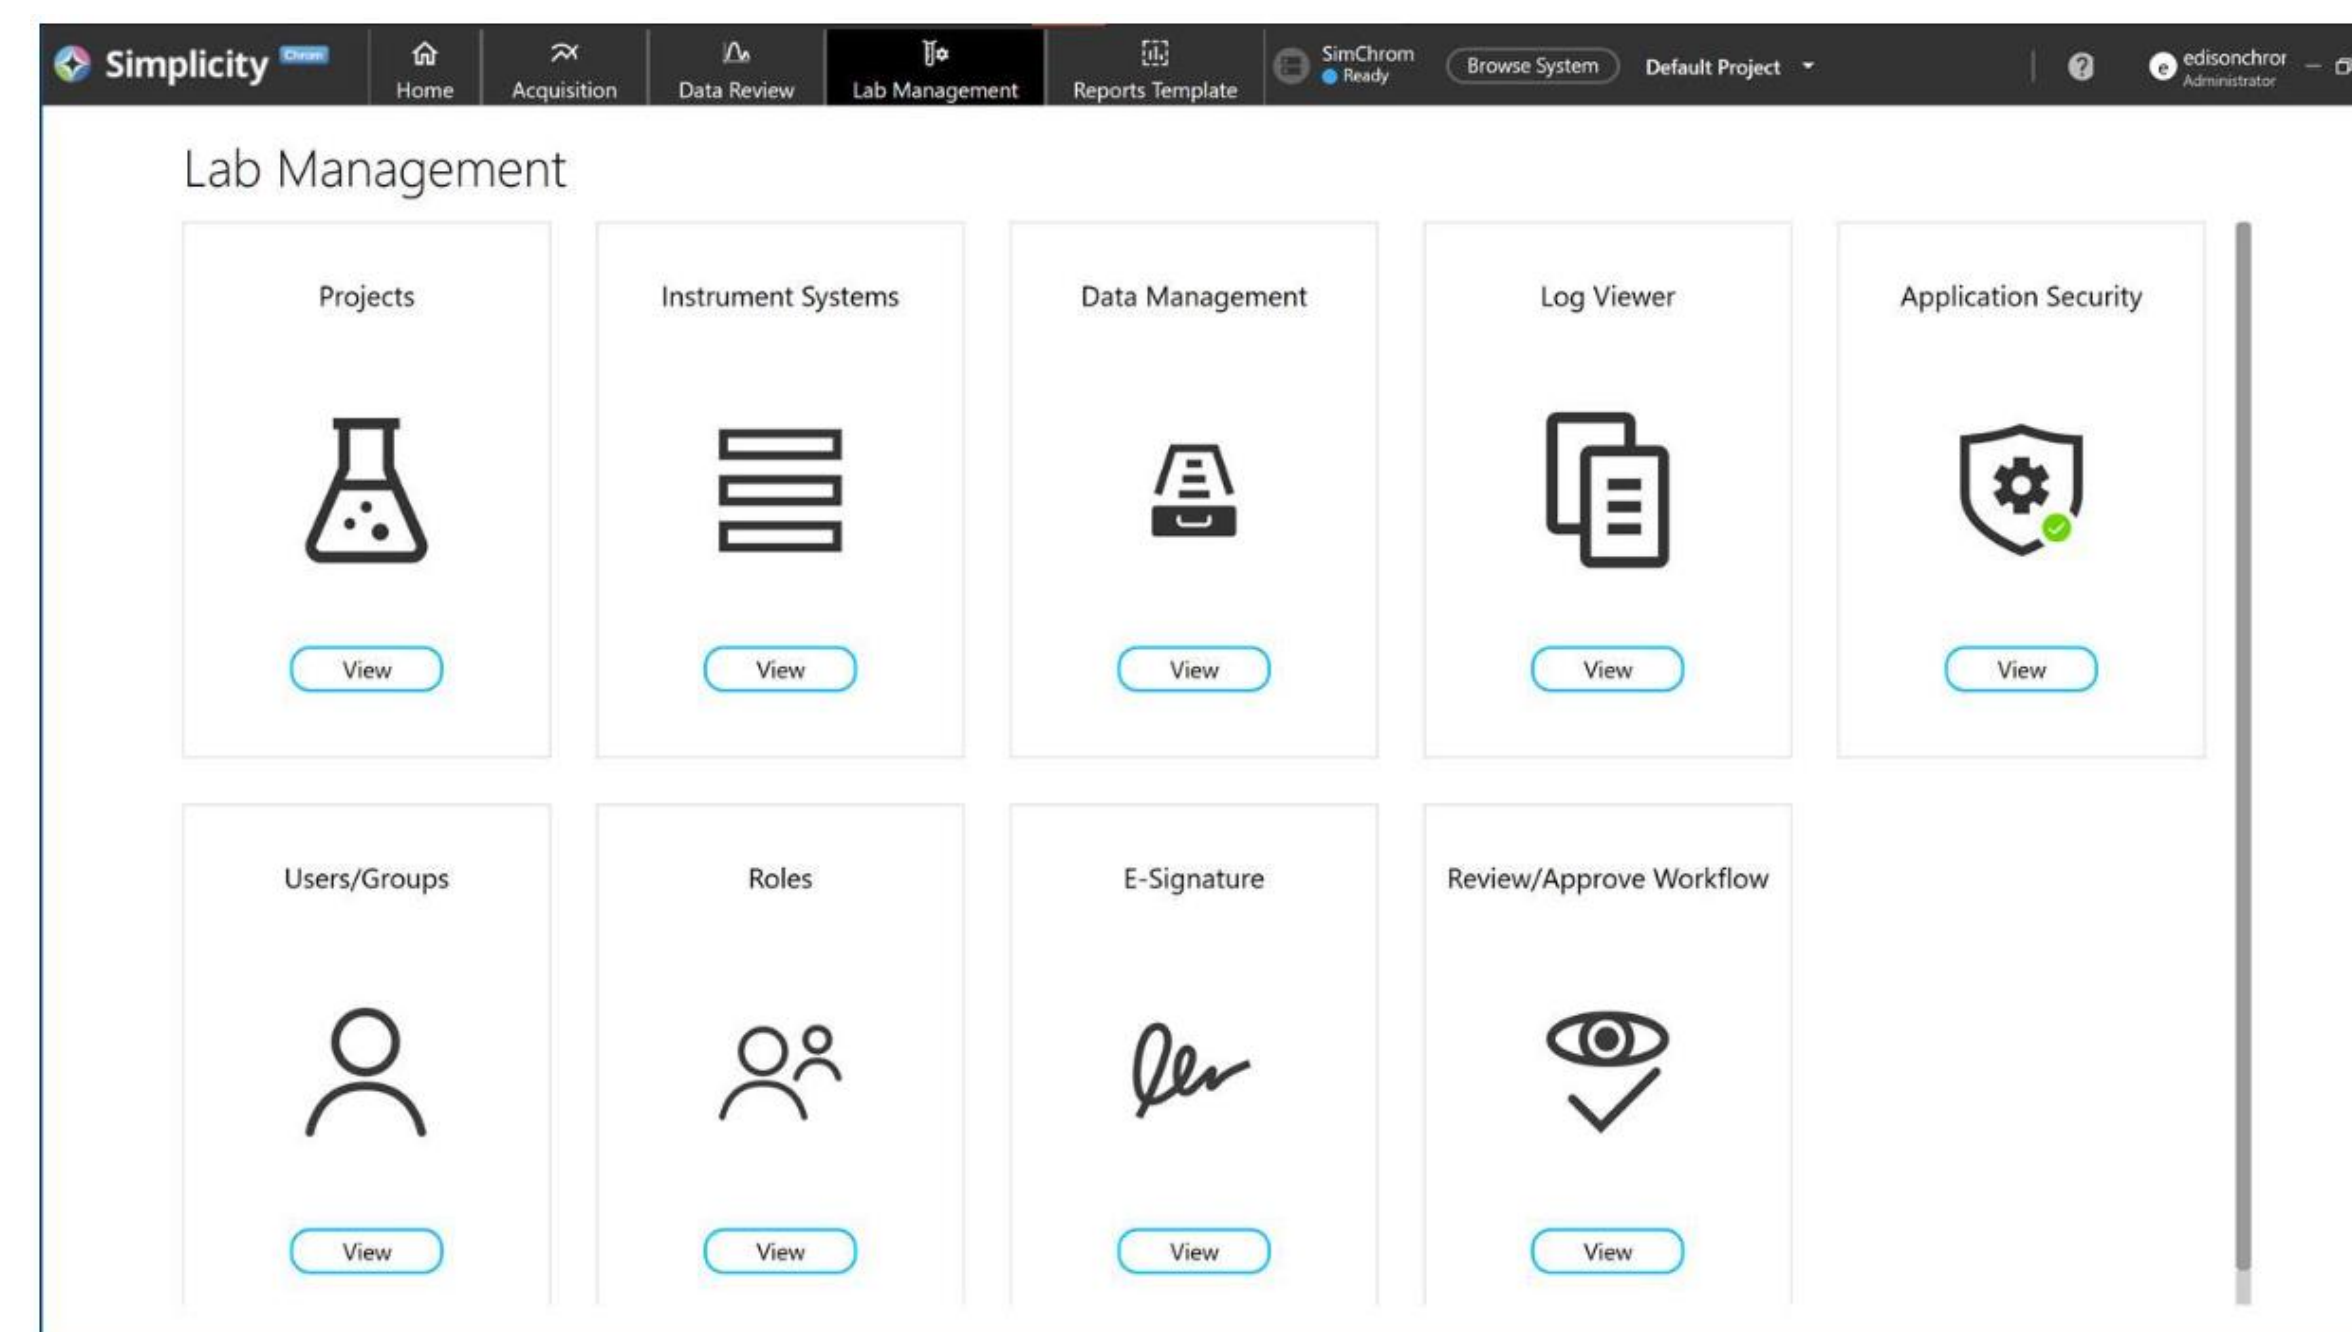 Simplicity Chrom
Home
Acquisition
Data Review
Lab Management
Reports Template
SimChrom
Ready
Browse System
Default Project
?
e
edisonchror
Administrator
Lab Management
Projects
Instrument Systems
Data Management
Log Viewer
Application Security
View
View
View
View
View
Users/Groups
Roles
E-Signature
Review/Approve Workflow
View
View
View
View